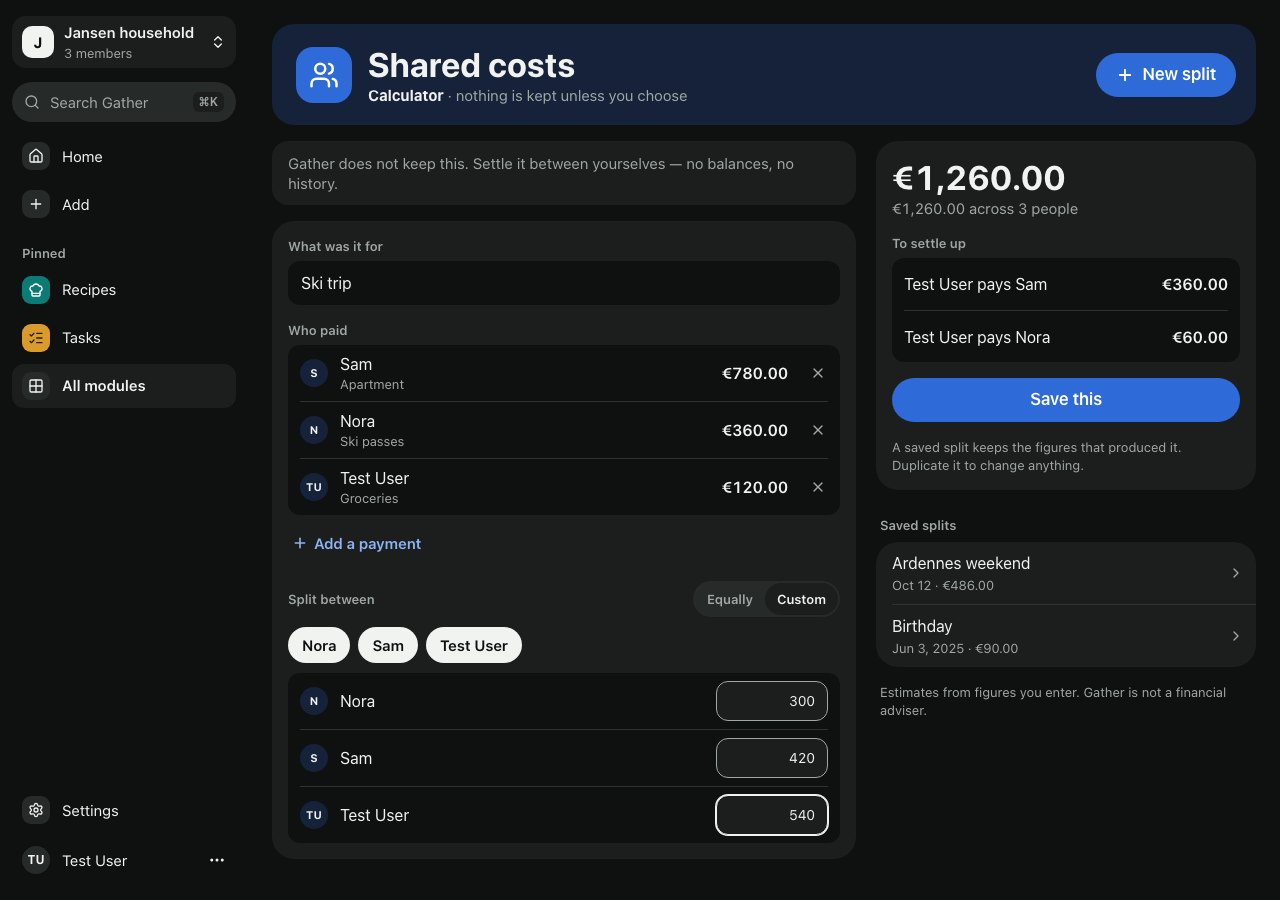 J
Jansen household
3 members
Search Gather
⌘K
Home
Add
Pinned
Recipes
Tasks
All modules
Settings
TU
Test User
Shared costs
Calculator · nothing is kept unless you choose
New split
Gather does not keep this. Settle it between yourselves — no balances, no
history.
What was it for
Ski trip
Who paid
S
Sam
Apartment
€780.00
N
Nora
Ski passes
€360.00
TU
Test User
Groceries
€120.00
Add a payment
Split between
Equally
Custom
Nora
Sam
Test User
N
Nora
300
S
Sam
420
TU
Test User
540
€1,260.00
€1,260.00 across 3 people
To settle up
Test User pays Sam
€360.00
Test User pays Nora
€60.00
Save this
A saved split keeps the figures that produced it.
Duplicate it to change anything.
Saved splits
Ardennes weekend
Oct 12 · €486.00
Birthday
Jun 3, 2025 · €90.00
Estimates from figures you enter. Gather is not a financial
adviser.